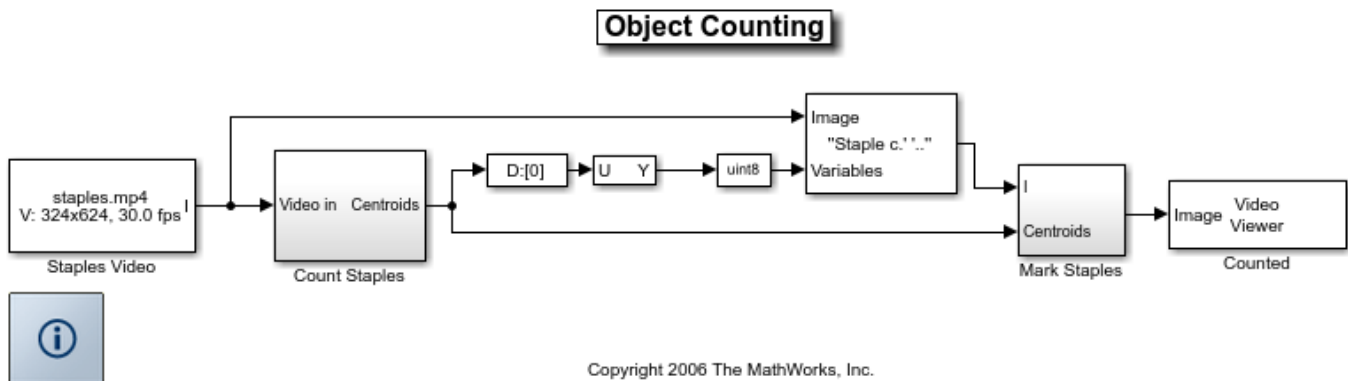 Object Counting
staples.mp4
V: 324x624, 30.0 fps
I
Staples Video
Video in
Centroids
Count Staples
D:[0]
U
Y
uint8
Image
"Staple c.' '.."
Variables
I
Centroids
Mark Staples
Image
Video
Viewer
Counted
i
Copyright 2006 The MathWorks, Inc.